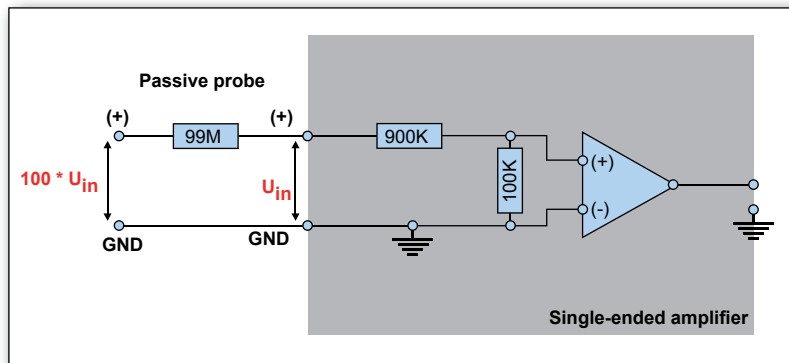 Passive probe
(+)
99M
(+)
900K
100K
(+)
(-)
100 * Uin
Uin
GND
GND
Single-ended amplifier